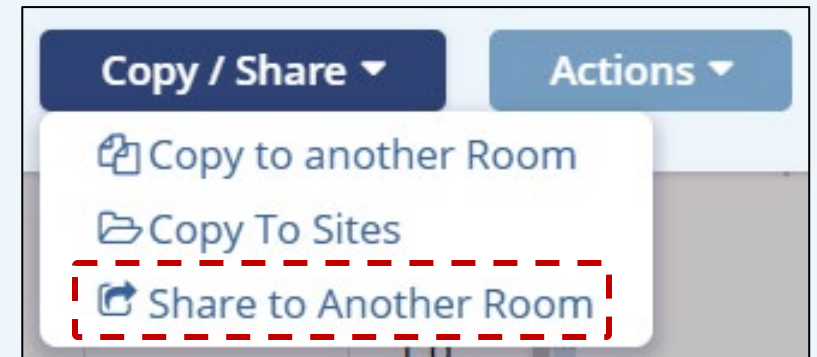 Copy / Share
Actions
Copy to another Room
Copy To Sites
Share to Another Room